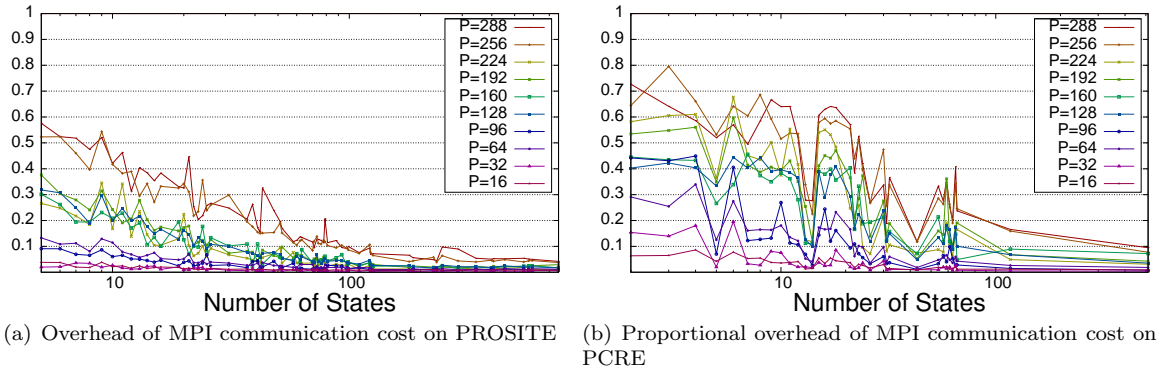 1
0.9
0.8
0.7
0.6
0.5
0.4
0.3
0.2
0.1
10
100
Number of States
P=288
P=256
P=224
P=192
P=160
P=128
P=96
P=64
P=32
P=16
(a) Overhead of MPI communication cost on PROSITE
1
0.9
0.8
0.7
0.6
0.5
0.4
0.3
0.2
0.1
10
100
Number of States
P=288
P=256
P=224
P=192
P=160
P=128
P=96
P=64
P=32
P=16
(b) Proportional overhead of MPI communication cost on
PCRE